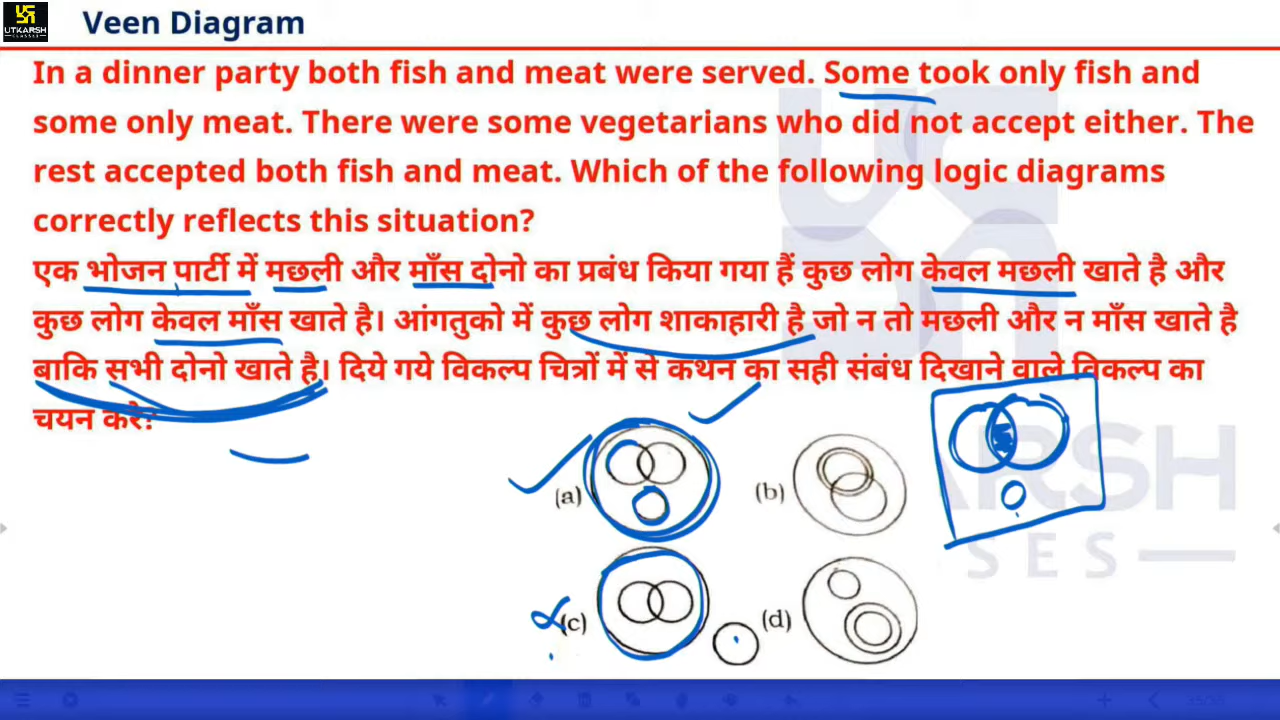 UTKARSH
CLASSES
Veen Diagram
In a dinner party both fish and meat were served. Some took only fish and
some only meat. There were some vegetarians who did not accept either. The
rest accepted both fish and meat. Which of the following logic diagrams
correctly reflects this situation?
एक भोजन पार्टी में मछली और माँस दोनो का प्रबंध किया गया हैं कुछ लोग केवल मछली खाते है और
कुछ लोग केवल माँस खाते है। आंगतुको में कुछ लोग शाकाहारी है जो न तो मछली और न माँस खाते है
बाकि सभी दोनो खाते है। दिये गये विकल्प चित्रों में से कथन का सही संबंध दिखाने वाले विकल्प का
चयन करे?
(a)
(b)
(c)
(d)